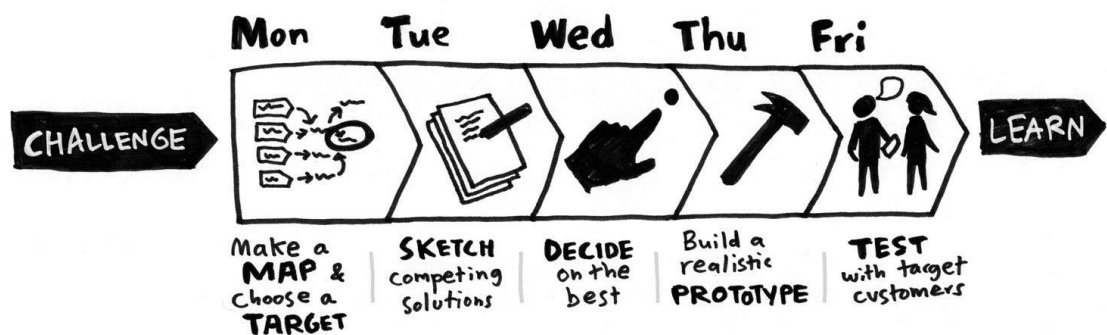 Mon Tue Wed Thu Fri
CHALLENGE
LEARN
Make a
MAP &
choose a
TARGET
SKETCH
competing
solutions
DECIDE
on the
best
Build a
realistic
PROTOTYPE
TEST
with target
customers